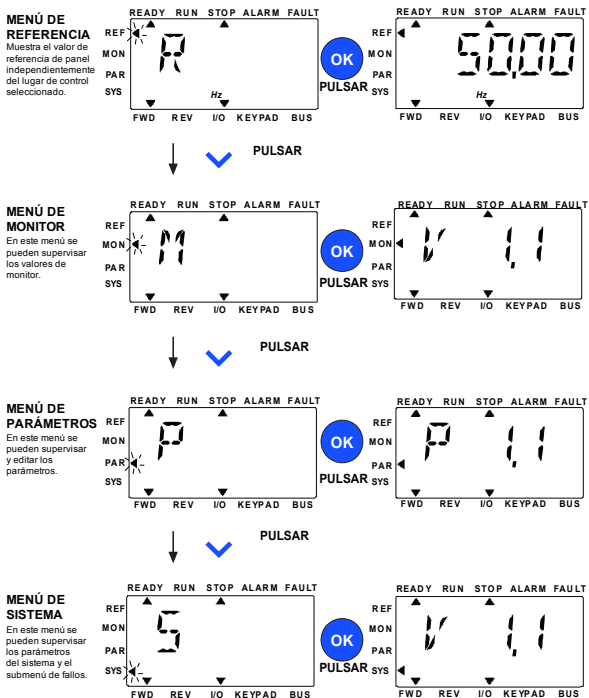 MENÚ DE
REFERENCIA
Muestra el valor de
referencia de panel
independientemente
del lugar de control
seleccionado.
READY RUN STOP ALARM FAULT
REF
MON
PAR
SYS
R
Hz
FWD REV I/O KEYPAD BUS
OK
PULSAR
READY RUN STOP ALARM FAULT
REF
MON
PAR
SYS
50,00
Hz
FWD REV I/O KEYPAD BUS
PULSAR
MENÚ DE
MONITOR
En este menú se
pueden supervisar
los valores de
monitor.
READY RUN STOP ALARM FAULT
REF
MON
PAR
SYS
M
FWD REV I/O KEYPAD BUS
OK
PULSAR
READY RUN STOP ALARM FAULT
REF
MON
PAR
SYS
V 1,1
FWD REV I/O KEYPAD BUS
PULSAR
MENÚ DE
PARÁMETROS
En este menú se
pueden supervisar
y editar los
parámetros.
READY RUN STOP ALARM FAULT
REF
MON
PAR
SYS
P
FWD REV I/O KEYPAD BUS
OK
PULSAR
READY RUN STOP ALARM FAULT
REF
MON
PAR
SYS
P 1,1
FWD REV I/O KEYPAD BUS
PULSAR
MENÚ DE
SISTEMA
En este menú se
pueden supervisar
los parámetros
del sistema y el
submenú de fallos.
READY RUN STOP ALARM FAULT
REF
MON
PAR
SYS
S
FWD REV I/O KEYPAD BUS
OK
PULSAR
READY RUN STOP ALARM FAULT
REF
MON
PAR
SYS
V 1,1
FWD REV I/O KEYPAD BUS